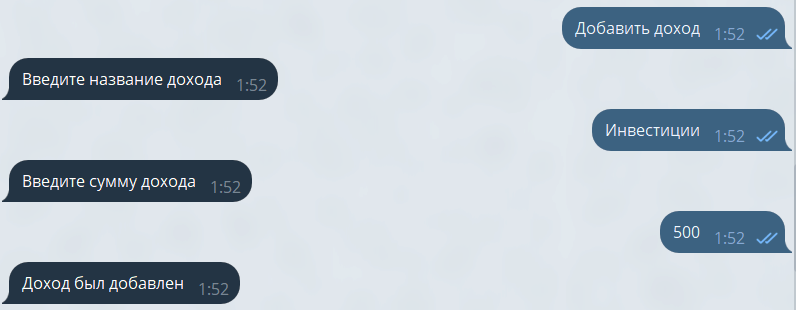 Добавить доход 1:52
Введите название дохода 1:52
Инвестиции 1:52
Введите сумму дохода 1:52
500 1:52
Доход был добавлен 1:52